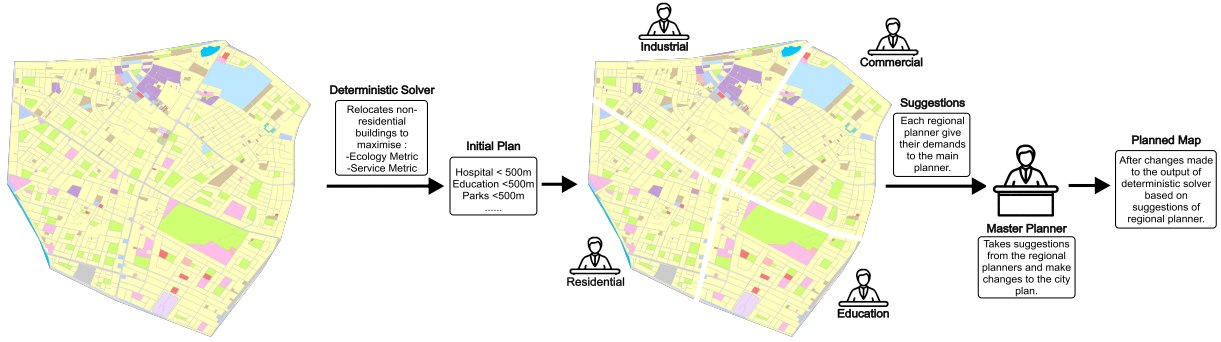 Deterministic Solver
Relocates non-
residential
buildings to
maximise :
-Ecology Metric
-Service Metric
Initial Plan
Hospital < 500m
Education <500m
Parks <500m
......
Industrial
Commercial
Residential
Education
Suggestions
Each regional
planner give
their demands
to the main
planner.
Master Planner
Takes suggestions
from the regional
planners and make
changes to the city
plan.
Planned Map
After changes made
to the output of
deterministic solver
based on
suggestions of
regional planner.